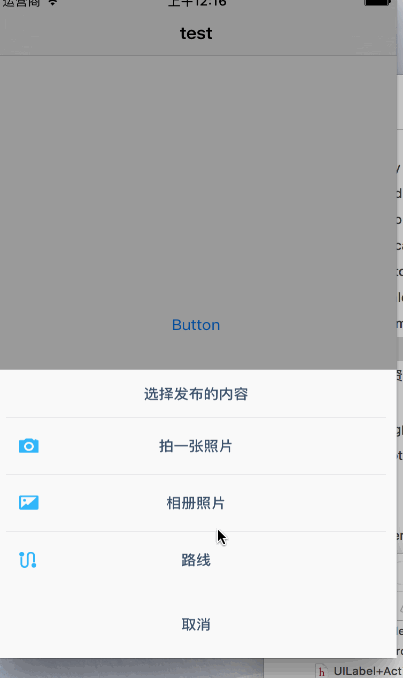 运营商 上午12:16
test
Button
选择发布的内容
拍一张照片
相册照片
路线
取消
h UILabel+Act